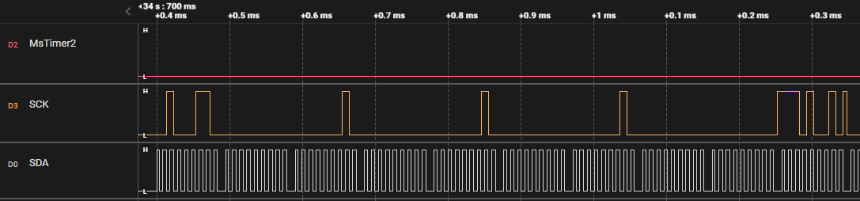 34 s : 700 ms
+0.4 ms +0.5 ms +0.6 ms +0.7 ms +0.8 ms +0.9 ms +1 ms +0.1 ms +0.2 ms +0.3 ms
D2 MsTimer2 H
L
D3 SCK H
L
D0 SDA H
L